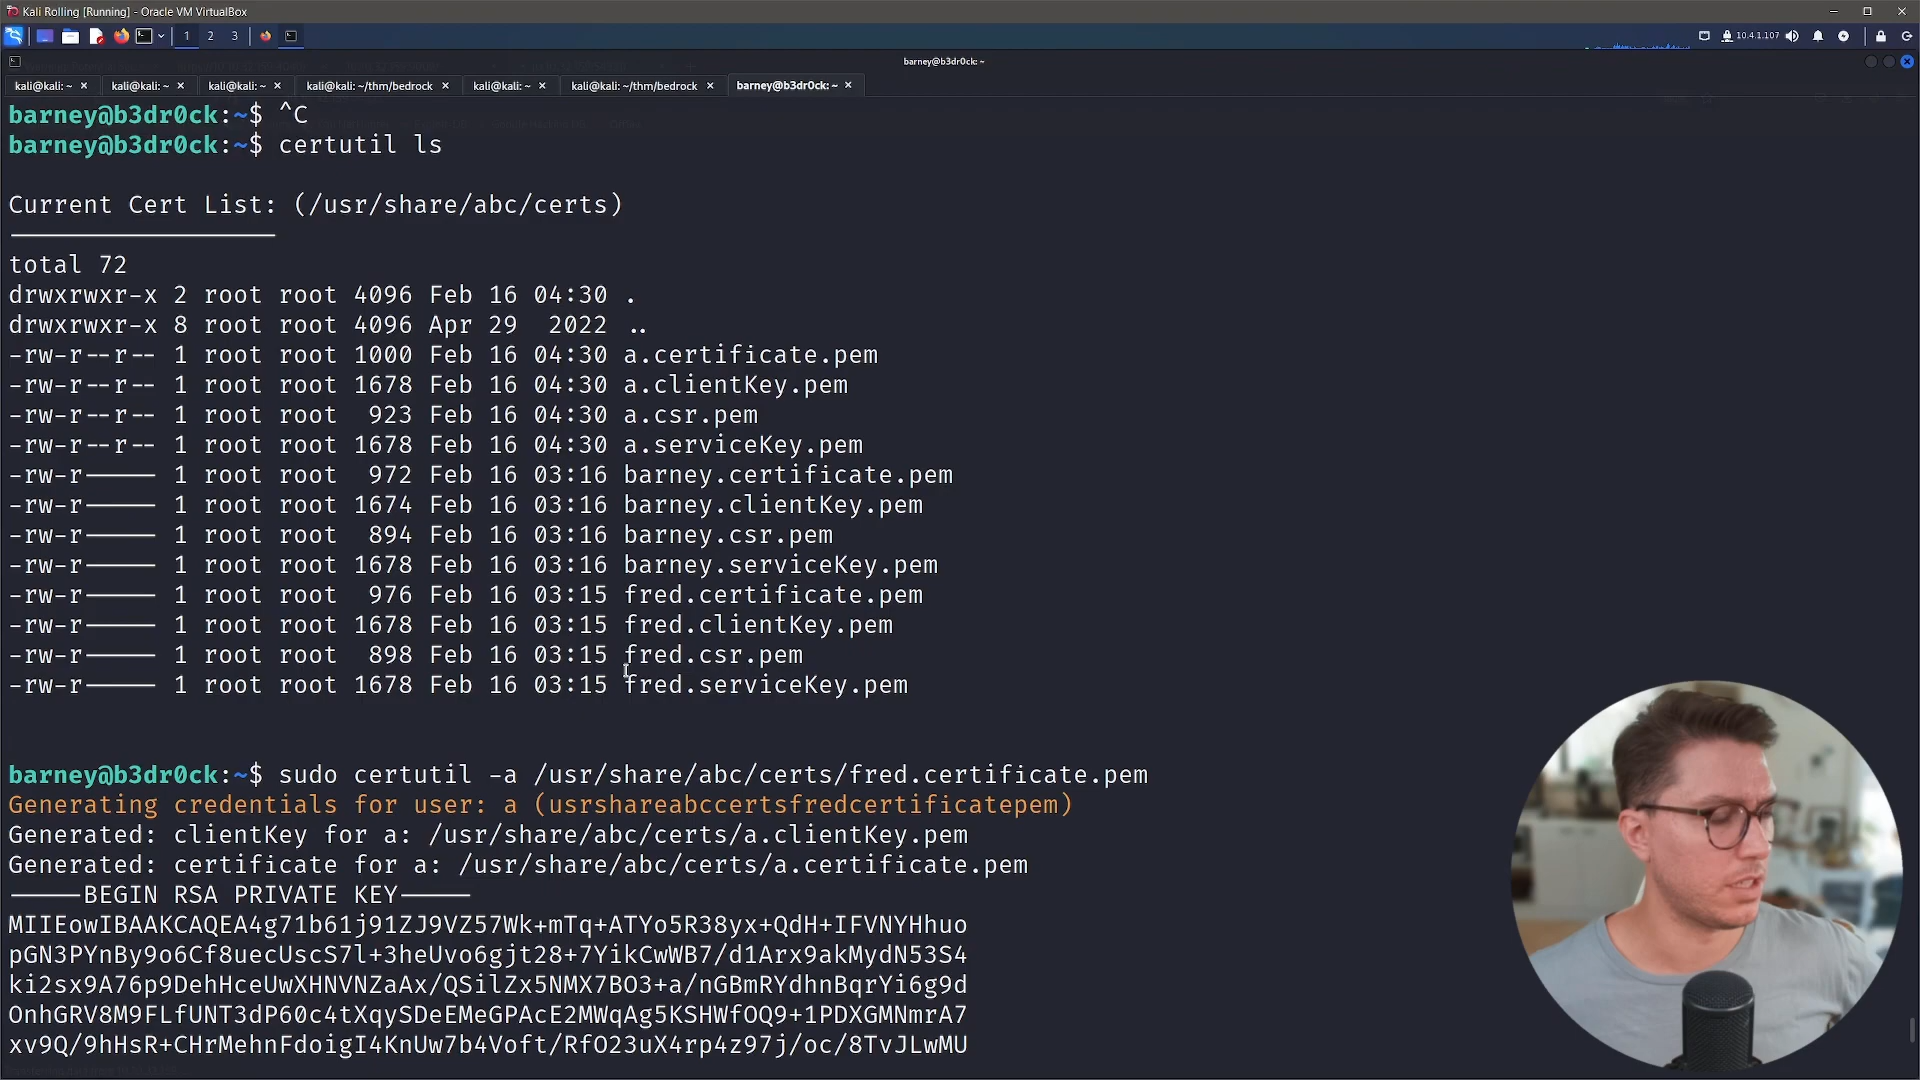 Kali Rolling [Running] - Oracle VM VirtualBox
1 2 3
10.4.1.107
barney@b3dr0ck: ~
kali@kali: ~ × kali@kali: ~ × kali@kali: ~ × kali@kali: ~/thm/bedrock × kali@kali: ~ × kali@kali: ~/thm/bedrock × barney@b3dr0ck: ~ ×
barney@b3dr0ck:~$ ^C
barney@b3dr0ck:~$ certutil ls
Current Cert List: (/usr/share/abc/certs)
total 72
drwxrwxr-x 2 root root 4096 Feb 16 04:30 .
drwxrwxr-x 8 root root 4096 Apr 29  2022 ..
-rw-r--r-- 1 root root 1000 Feb 16 04:30 a.certificate.pem
-rw-r--r-- 1 root root 1678 Feb 16 04:30 a.clientKey.pem
-rw-r--r-- 1 root root  923 Feb 16 04:30 a.csr.pem
-rw-r--r-- 1 root root 1678 Feb 16 04:30 a.serviceKey.pem
-rw-r----- 1 root root  972 Feb 16 03:16 barney.certificate.pem
-rw-r----- 1 root root 1674 Feb 16 03:16 barney.clientKey.pem
-rw-r----- 1 root root  894 Feb 16 03:16 barney.csr.pem
-rw-r----- 1 root root 1678 Feb 16 03:16 barney.serviceKey.pem
-rw-r----- 1 root root  976 Feb 16 03:15 fred.certificate.pem
-rw-r----- 1 root root 1678 Feb 16 03:15 fred.clientKey.pem
-rw-r----- 1 root root  898 Feb 16 03:15 fred.csr.pem
-rw-r----- 1 root root 1678 Feb 16 03:15 fred.serviceKey.pem
barney@b3dr0ck:~$ sudo certutil -a /usr/share/abc/certs/fred.certificate.pem
Generating credentials for user: a (usrshareabccertsfredcertificatepem)
Generated: clientKey for a: /usr/share/abc/certs/a.clientKey.pem
Generated: certificate for a: /usr/share/abc/certs/a.certificate.pem
-----BEGIN RSA PRIVATE KEY-----
MIIEowIBAAKCAQEA4g71b61j91ZJ9VZ57Wk+mTq+ATYo5R38yx+QdH+IFVNYHhuo
pGN3PYnBy9o6Cf8uecUscS7l+3heUvo6gjt28+7YikCwWB7/d1Arx9akMydN53S4
ki2sx9A76p9DehHceUwXHNVNZaAx/QSilZx5NMX7BO3+a/nGBmRYdhnBqrYi6g9d
OnhGRV8M9FLfUNT3dP60c4tXqySDeEMeGPAcE2MWqAg5KSHWfOQ9+1PDXGMNmrA7
xv9Q/9hHsR+CHrMehnFdoigI4KnUw7b4Voft/RfO23uX4rp4z97j/oc/8TvJLwMU